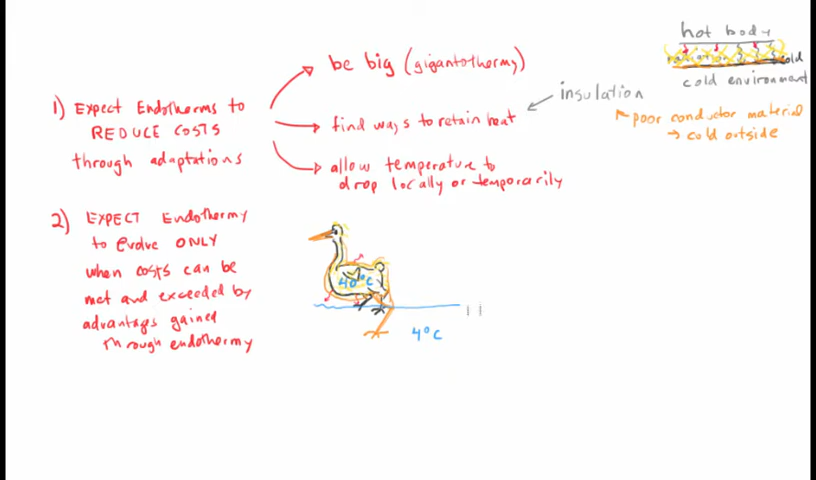 be big (gigantothermy)
1) Expect Endotherms to
REDUCE COSTS
through adaptations
find ways to retain heat
insulation
allow temperature to
drop locally or temporarily
hot body
cold
cold environment
poor conductor material
→ cold outside
2) EXPECT Endothermy
to evolve ONLY
when costs can be
met and exceeded by
advantages gained
through endothermy
40°C
4°C